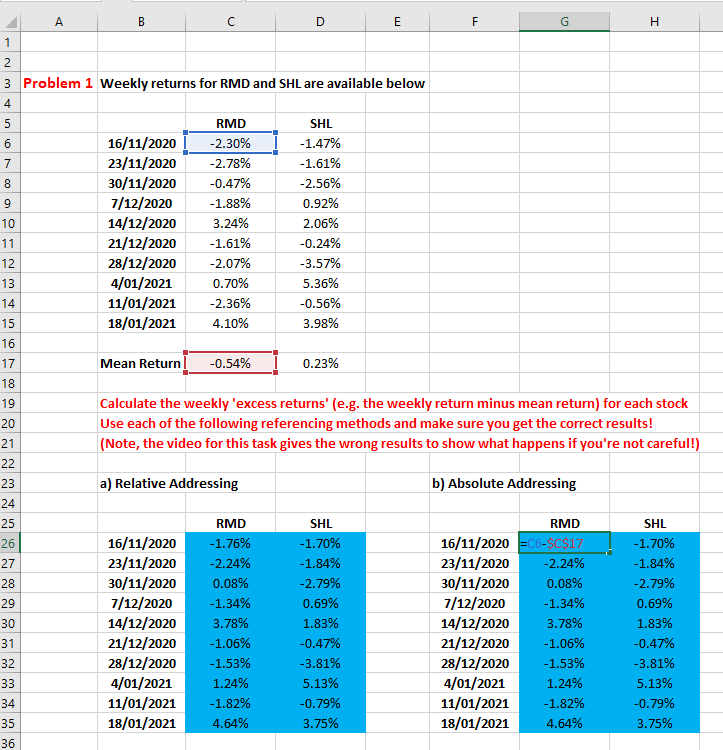 A B C D E F G H
1
2
3 Problem 1 Weekly returns for RMD and SHL are available below
4
5 RMD SHL
6 16/11/2020 -2.30% -1.47%
7 23/11/2020 -2.78% -1.61%
8 30/11/2020 -0.47% -2.56%
9 7/12/2020 -1.88% 0.92%
10 14/12/2020 3.24% 2.06%
11 21/12/2020 -1.61% -0.24%
12 28/12/2020 -2.07% -3.57%
13 4/01/2021 0.70% 5.36%
14 11/01/2021 -2.36% -0.56%
15 18/01/2021 4.10% 3.98%
16
17 Mean Return -0.54% 0.23%
18
19 Calculate the weekly 'excess returns' (e.g. the weekly return minus mean return) for each stock
20 Use each of the following referencing methods and make sure you get the correct results!
21 (Note, the video for this task gives the wrong results to show what happens if you're not careful!)
22
23 a) Relative Addressing b) Absolute Addressing
24
25 RMD SHL RMD SHL
26 16/11/2020 -1.76% -1.70% 16/11/2020 =C6-$C$17 -1.70%
27 23/11/2020 -2.24% -1.84% 23/11/2020 -2.24% -1.84%
28 30/11/2020 0.08% -2.79% 30/11/2020 0.08% -2.79%
29 7/12/2020 -1.34% 0.69% 7/12/2020 -1.34% 0.69%
30 14/12/2020 3.78% 1.83% 14/12/2020 3.78% 1.83%
31 21/12/2020 -1.06% -0.47% 21/12/2020 -1.06% -0.47%
32 28/12/2020 -1.53% -3.81% 28/12/2020 -1.53% -3.81%
33 4/01/2021 1.24% 5.13% 4/01/2021 1.24% 5.13%
34 11/01/2021 -1.82% -0.79% 11/01/2021 -1.82% -0.79%
35 18/01/2021 4.64% 3.75% 18/01/2021 4.64% 3.75%
36